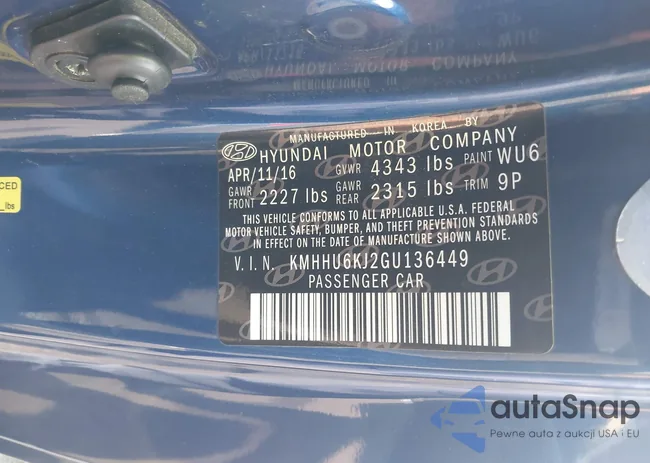 MANUFACTURED IN KOREA BY
HYUNDAI MOTOR COMPANY
APR/11/16 GVWR 4343 lbs PAINT WU6
GAWR FRONT 2227 lbs GAWR REAR 2315 lbs TRIM 9P
THIS VEHICLE CONFORMS TO ALL APPLICABLE U.S.A. FEDERAL
MOTOR VEHICLE SAFETY, BUMPER, AND THEFT PREVENTION STANDARDS
IN EFFECT ON THE DATE OF MANUFACTURE SHOWN ABOVE.
V.I.N. KMHHU6KJ2GU136449
PASSENGER CAR
CED
lbs
autaSnap
Pewne auta z aukcji USA i EU